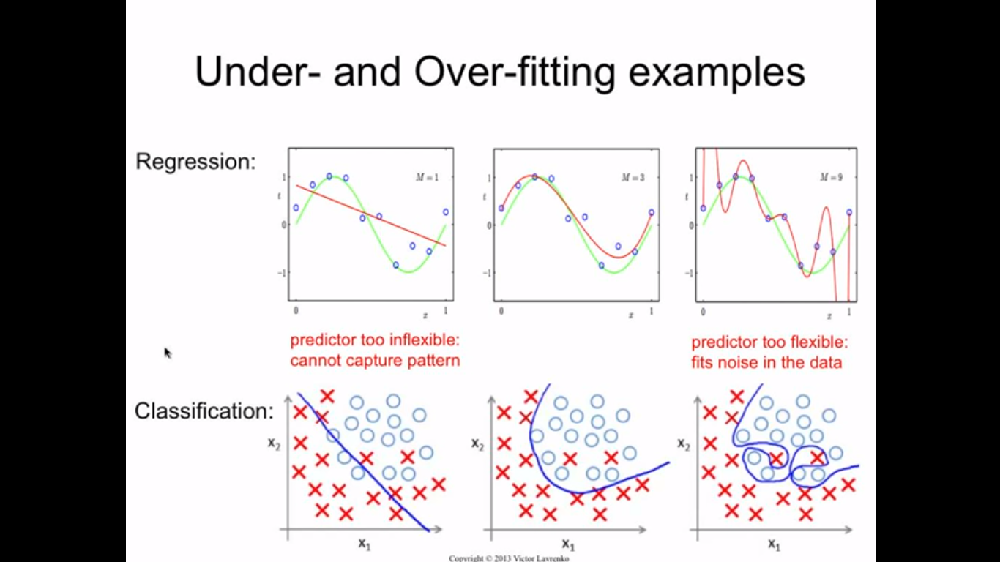 Under- and Over-fitting examples
Regression:
M = 1
1
t
0
−1
0
x
1
M = 3
1
t
0
−1
0
x
1
M = 9
1
t
0
−1
0
x
1
predictor too inflexible:
cannot capture pattern
predictor too flexible:
fits noise in the data
Classification:
x₂
x₁
x₂
x₁
x₂
x₁
Copyright © 2013 Victor Lavrenko